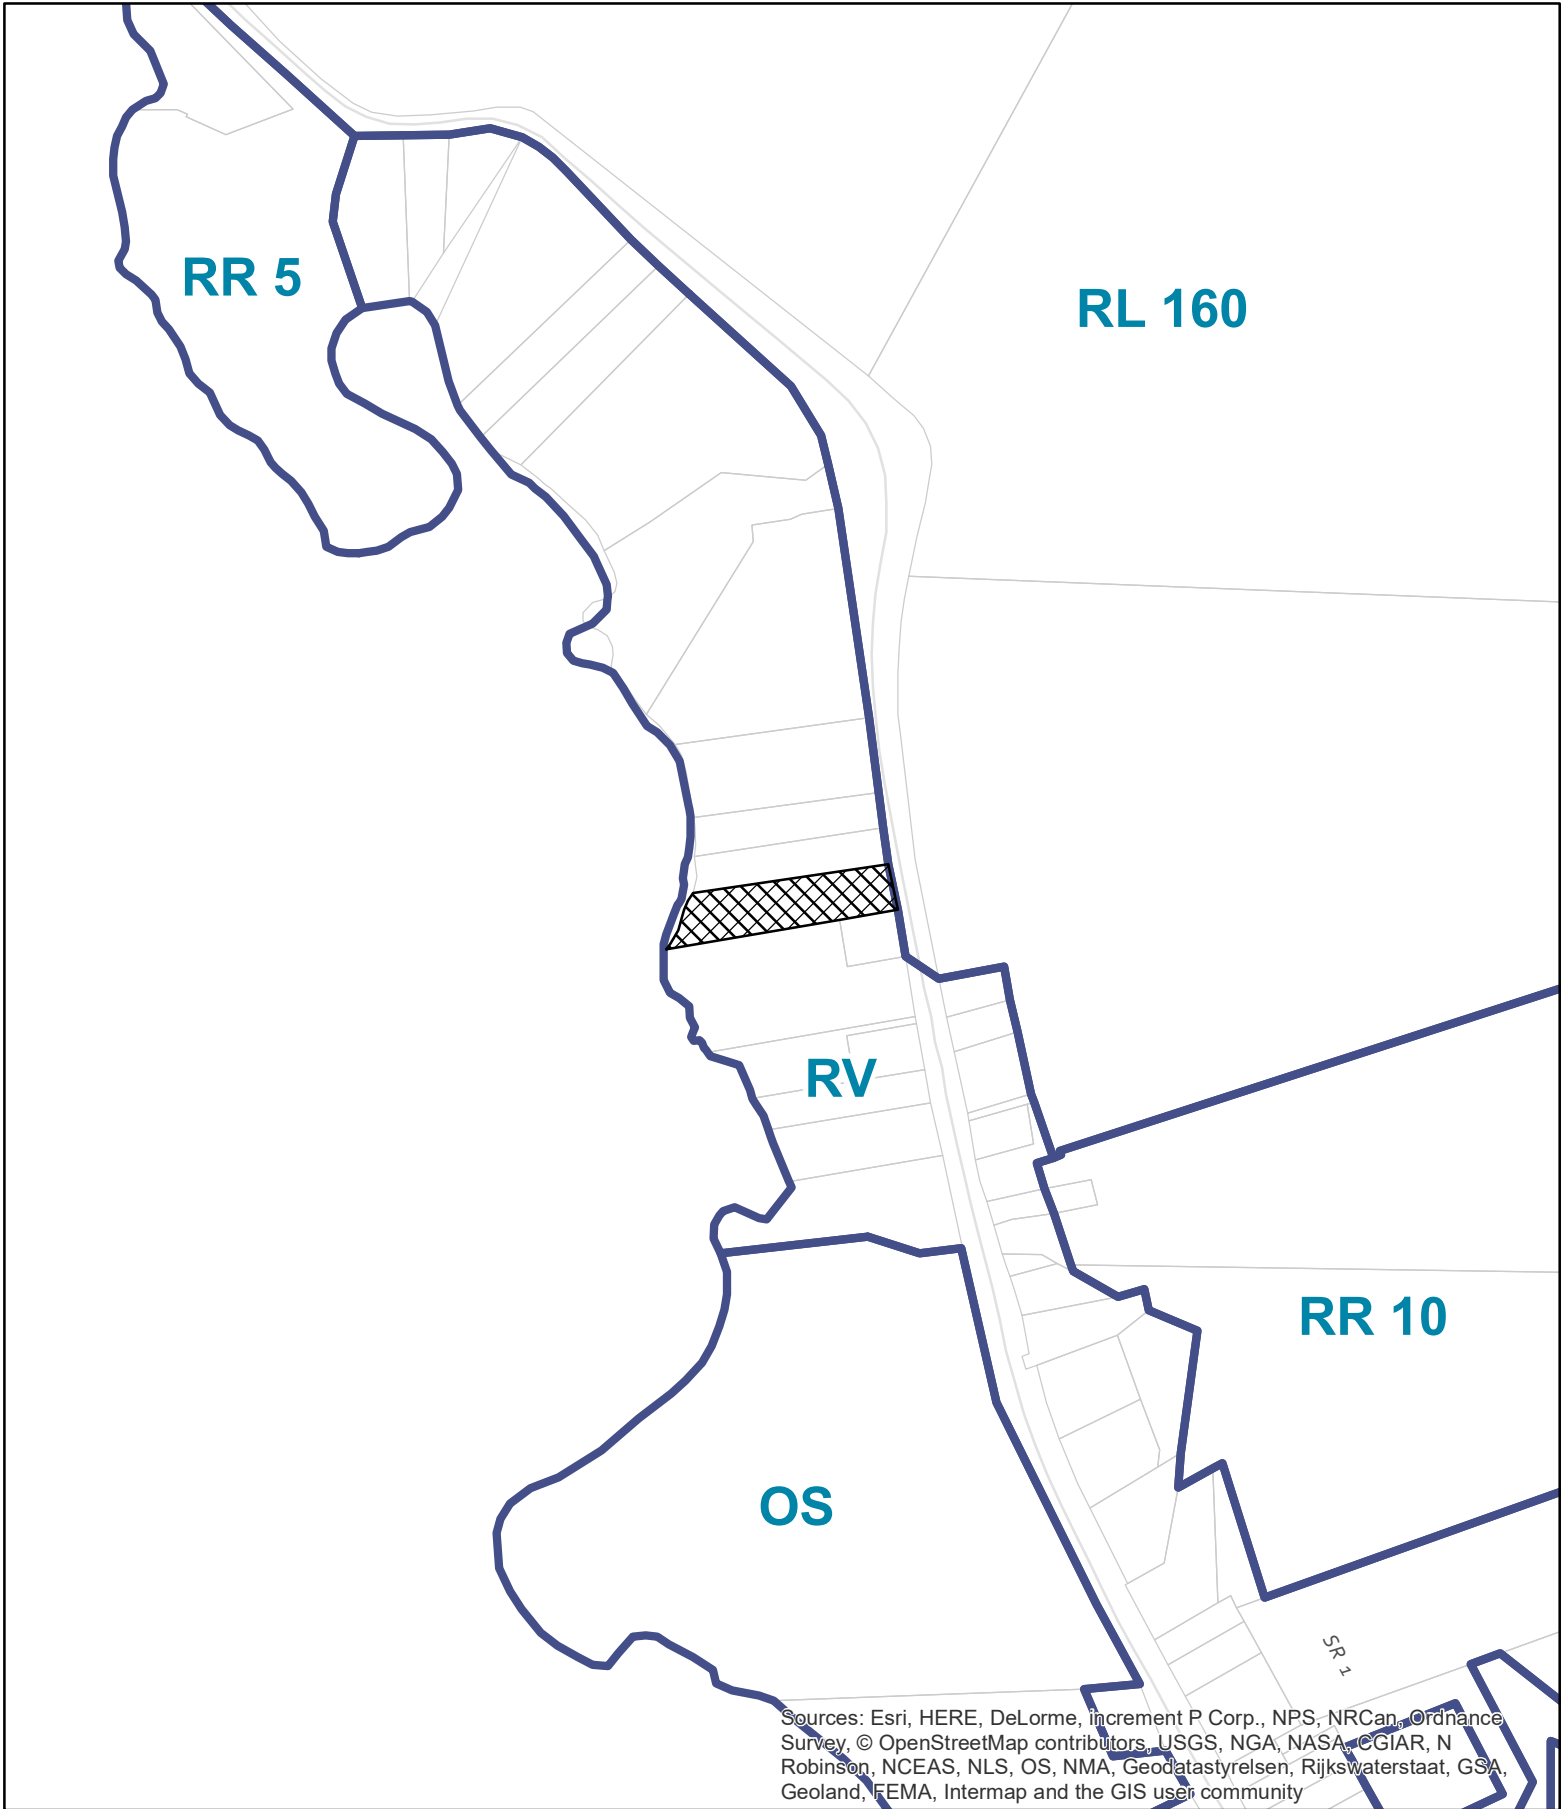 RR 5
RL 160
RV
RR 10
OS
SR 1
Sources: Esri, HERE, DeLorme, increment P Corp., NPS, NRCan, Ordnance
Survey, © OpenStreetMap contributors, USGS, NGA, NASA, CGIAR, N
Robinson, NCEAS, NLS, OS, NMA, Geodatastyrelsen, Rijkswaterstaat, GSA,
Geoland, FEMA, Intermap and the GIS user community